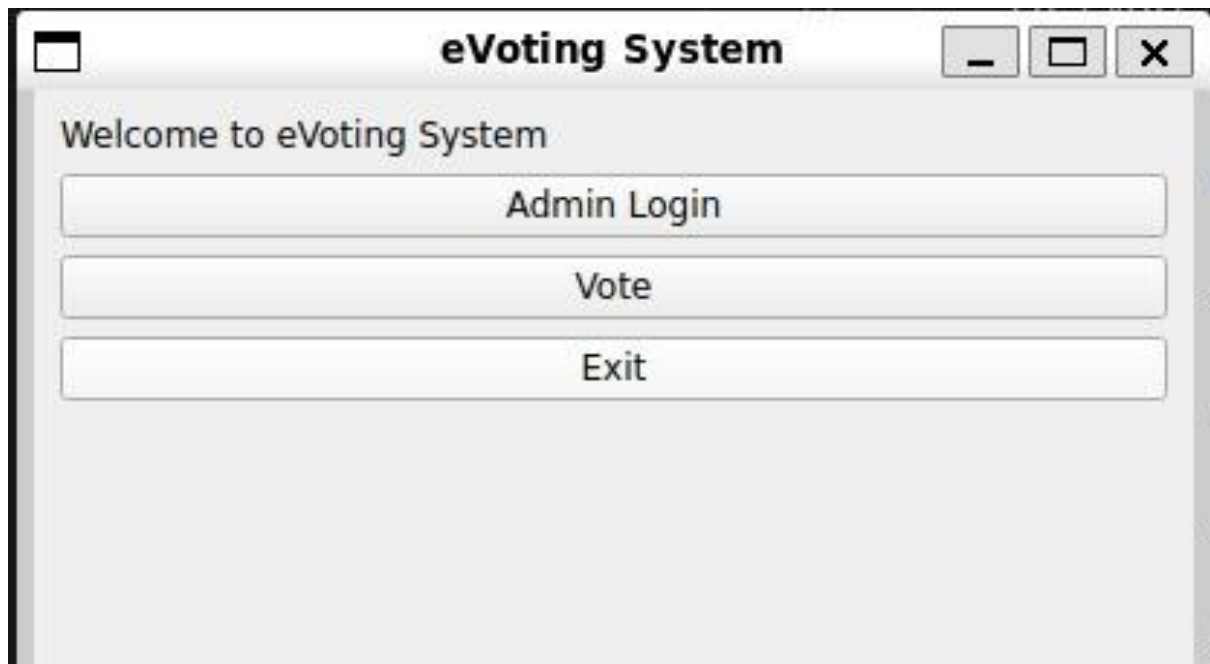 eVoting System
Welcome to eVoting System
Admin Login
Vote
Exit